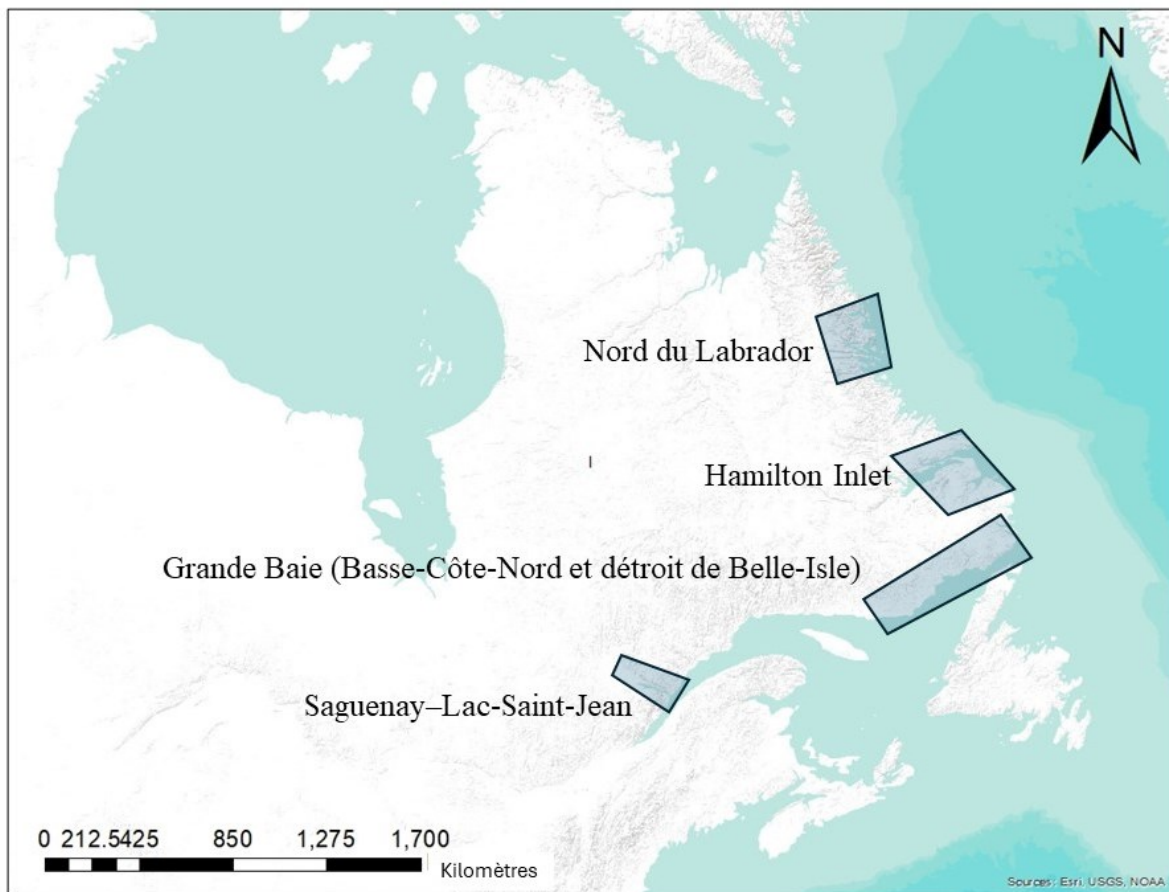 N
Nord du Labrador
Hamilton Inlet
Grande Baie (Basse-Côte-Nord et détroit de Belle-Isle)
Saguenay–Lac-Saint-Jean
0 212.5425 850 1,275 1,700
Kilomètres
Sources: Esri, USGS, NOAA